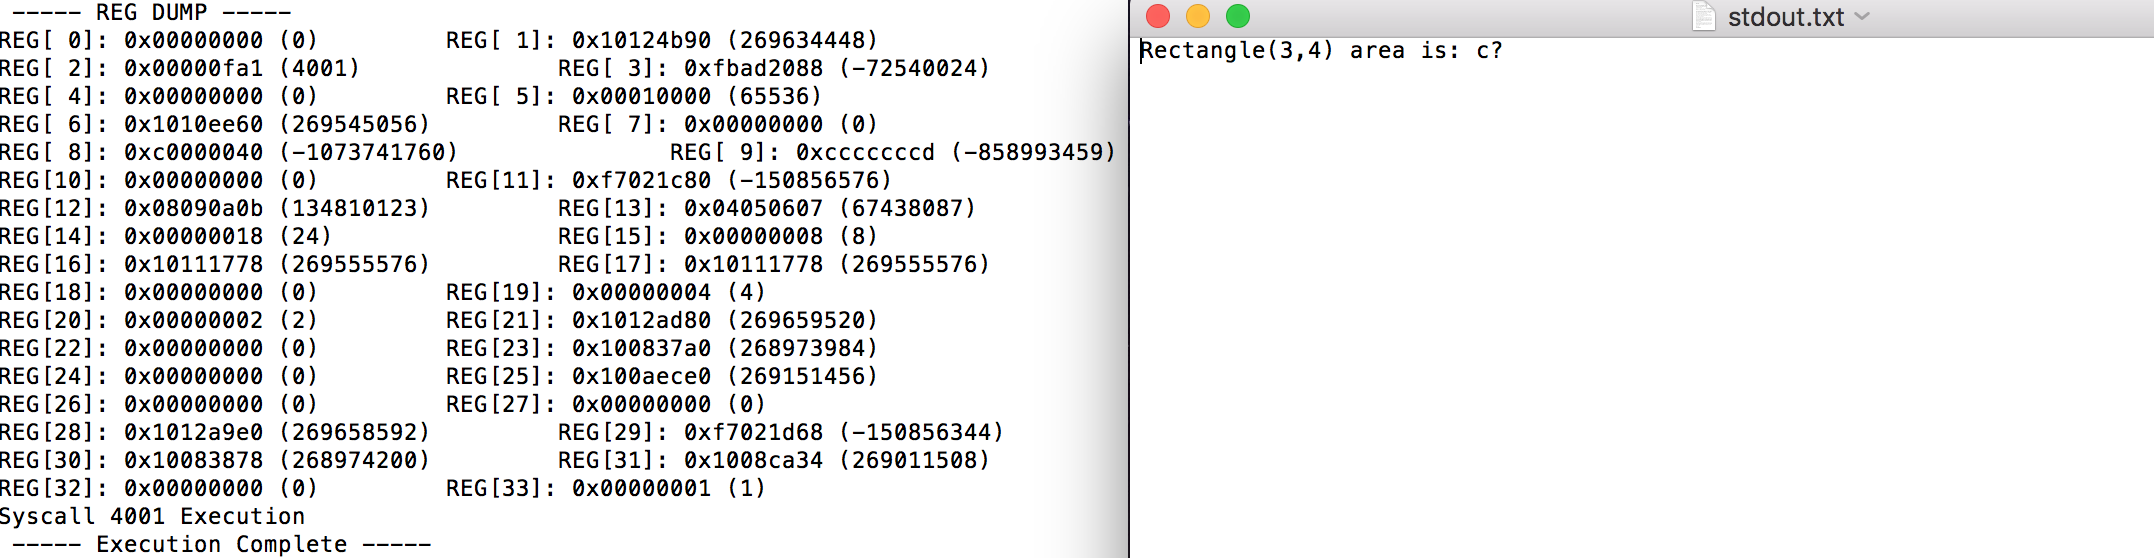 ----- REG DUMP -----
REG[ 0]: 0x00000000 (0) REG[ 1]: 0x10124b90 (269634448)
REG[ 2]: 0x00000fa1 (4001) REG[ 3]: 0xfbad2088 (-72540024)
REG[ 4]: 0x00000000 (0) REG[ 5]: 0x00010000 (65536)
REG[ 6]: 0x1010ee60 (269545056) REG[ 7]: 0x00000000 (0)
REG[ 8]: 0xc0000040 (-1073741760) REG[ 9]: 0xcccccccd (-858993459)
REG[10]: 0x00000000 (0) REG[11]: 0xf7021c80 (-150856576)
REG[12]: 0x08090a0b (134810123) REG[13]: 0x04050607 (67438087)
REG[14]: 0x00000018 (24) REG[15]: 0x00000008 (8)
REG[16]: 0x10111778 (269555576) REG[17]: 0x10111778 (269555576)
REG[18]: 0x00000000 (0) REG[19]: 0x00000004 (4)
REG[20]: 0x00000002 (2) REG[21]: 0x1012ad80 (269659520)
REG[22]: 0x00000000 (0) REG[23]: 0x100837a0 (268973984)
REG[24]: 0x00000000 (0) REG[25]: 0x100aece0 (269151456)
REG[26]: 0x00000000 (0) REG[27]: 0x00000000 (0)
REG[28]: 0x1012a9e0 (269658592) REG[29]: 0xf7021d68 (-150856344)
REG[30]: 0x10083878 (268974200) REG[31]: 0x1008ca34 (269011508)
REG[32]: 0x00000000 (0) REG[33]: 0x00000001 (1)
Syscall 4001 Execution
----- Execution Complete -----
stdout.txt
Rectangle(3,4) area is: c?